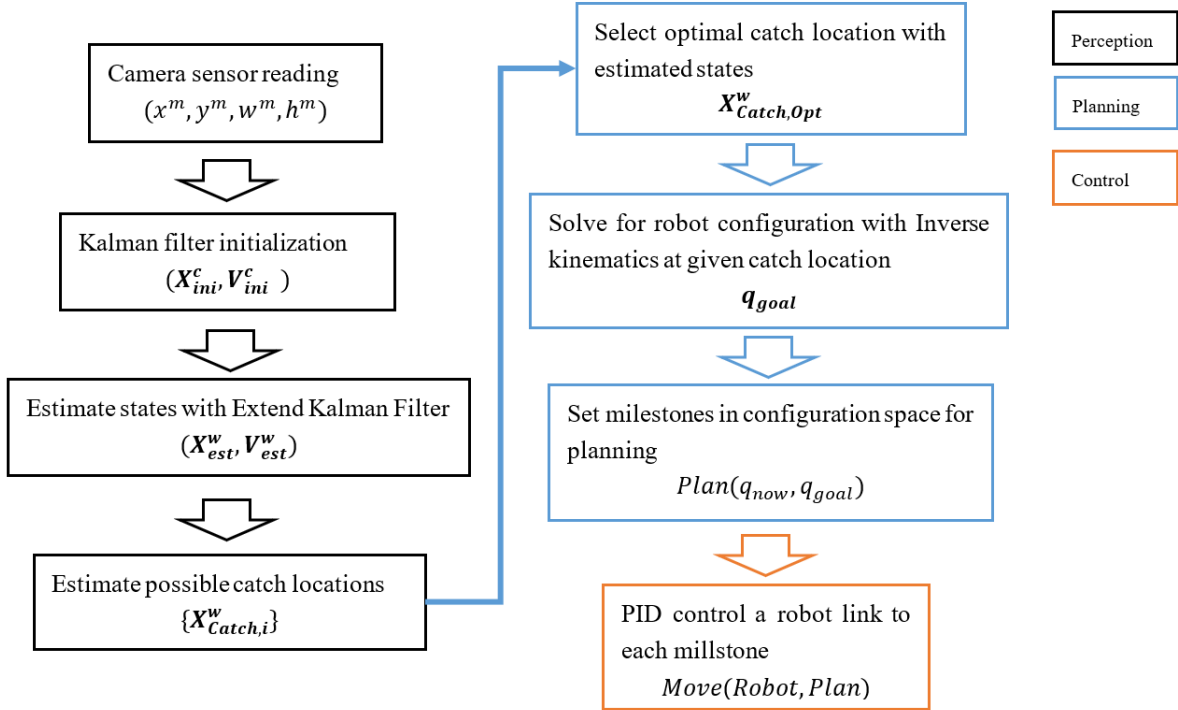 Camera sensor reading
(x^m, y^m, w^m, h^m)
Kalman filter initialization
(X^c_ini, V^c_ini )
Estimate states with Extend Kalman Filter
(X^w_est, V^w_est)
Estimate possible catch locations
{X^w_Catch,i}
Select optimal catch location with
estimated states
X^w_Catch,Opt
Solve for robot configuration with Inverse
kinematics at given catch location
q_goal
Set milestones in configuration space for
planning
Plan(q_now, q_goal)
PID control a robot link to
each millstone
Move(Robot, Plan)
Perception
Planning
Control